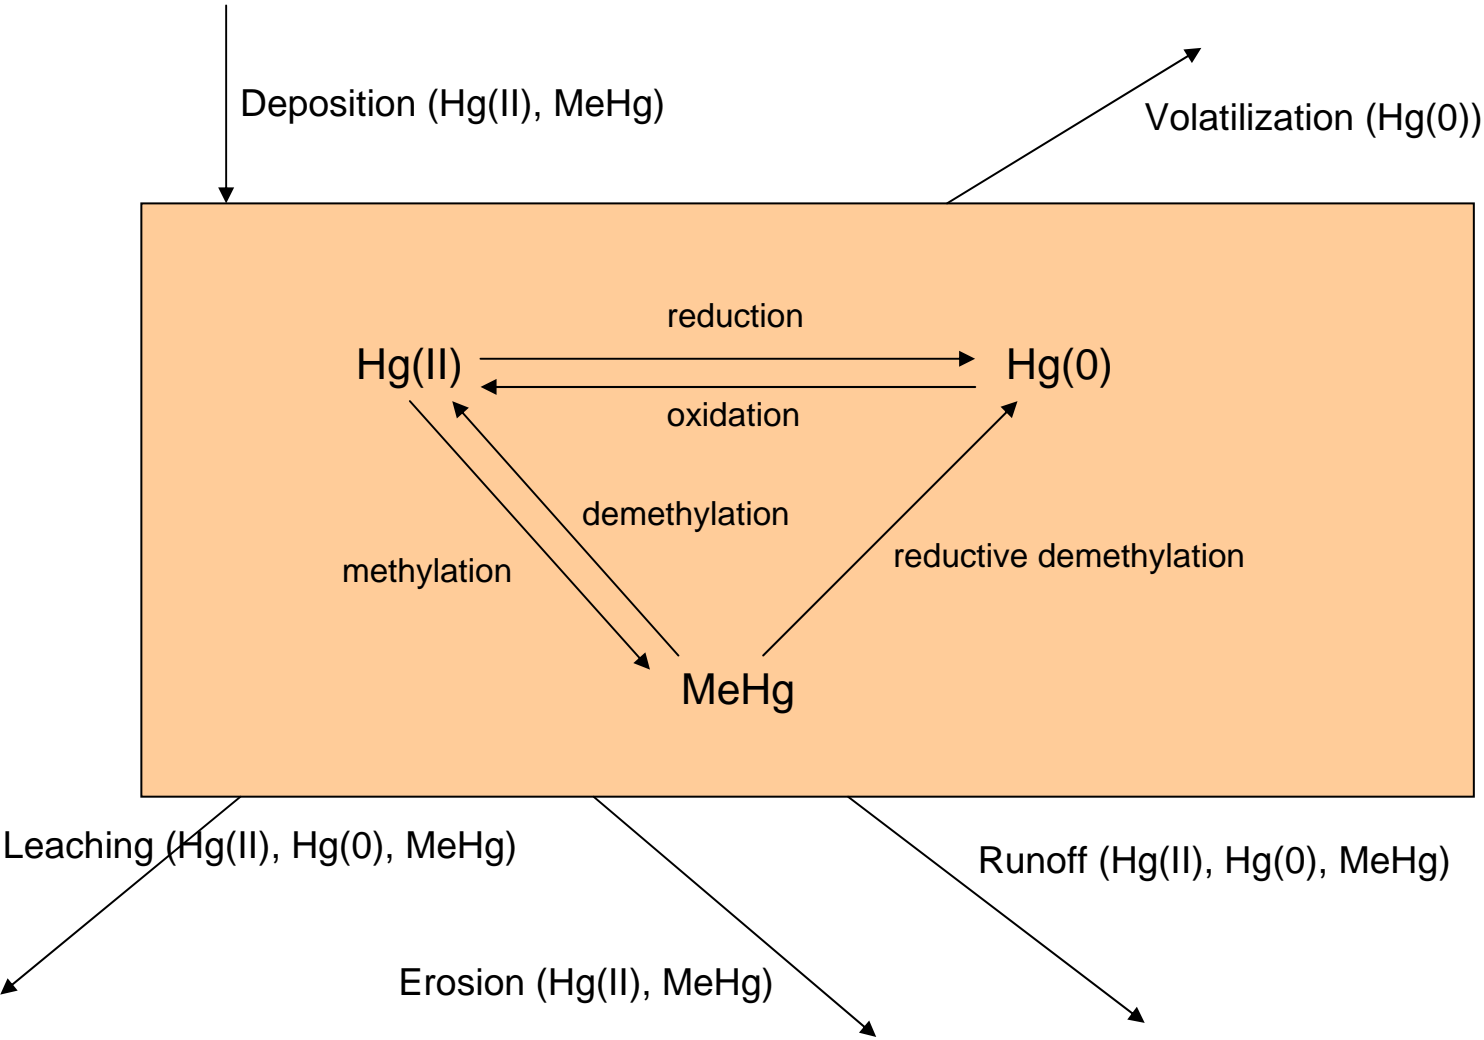 Deposition (Hg(II), MeHg)
Volatilization (Hg(0))
reduction
Hg(II)
Hg(0)
oxidation
demethylation
methylation
reductive demethylation
MeHg
Leaching (Hg(II), Hg(0), MeHg)
Runoff (Hg(II), Hg(0), MeHg)
Erosion (Hg(II), MeHg)